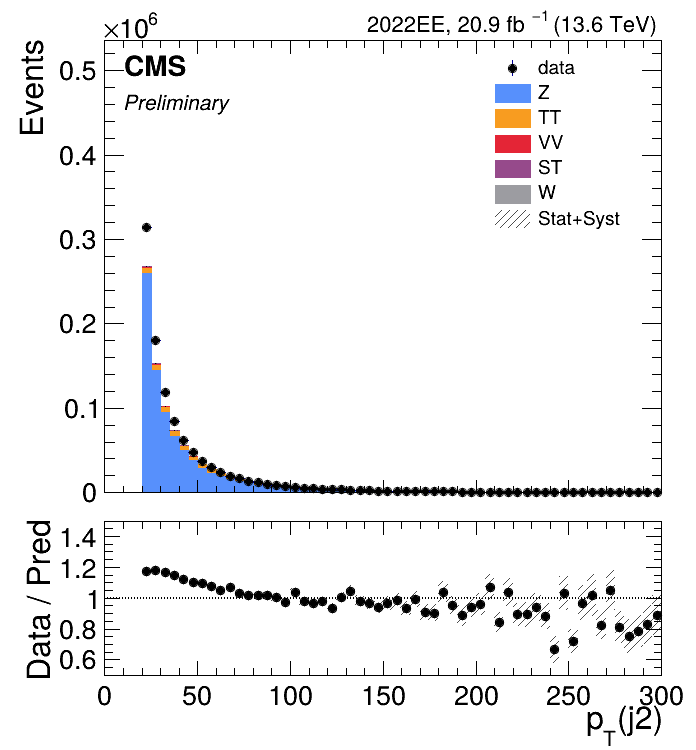 ×10⁶
2022EE, 20.9 fb⁻¹ (13.6 TeV)
Events
0.5
0.4
0.3
0.2
0.1
0
CMS
Preliminary
data
Z
TT
VV
ST
W
Stat+Syst
Data / Pred
1.4
1.2
1
0.8
0.6
0 50 100 150 200 250 300
p_T(j2)